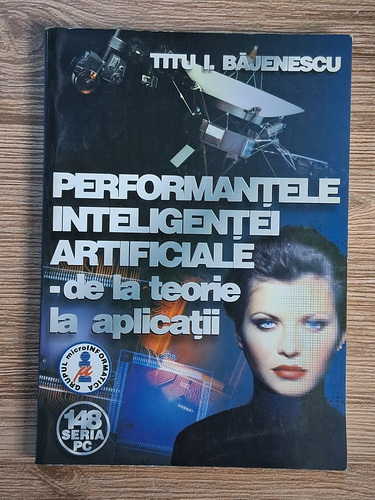 TITU I. BĂJENESCU
PERFORMANȚELE
INTELIGENȚEI
ARTIFICIALE
- de la teorie
la aplicații
GRUPUL microINFORMATICA
148
SERIA
PC